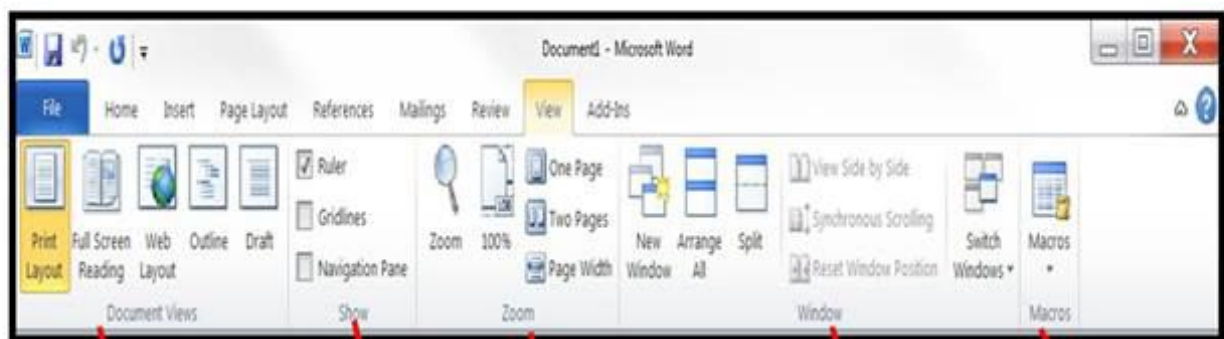 Document1 - Microsoft Word
File Home Insert Page Layout References Mailings Review View Add-Ins
Print Layout
Full Screen Reading
Web Layout
Outline
Draft
Document Views
Ruler
Gridlines
Navigation Pane
Show
Zoom
100%
One Page
Two Pages
Page Width
Zoom
New Window
Arrange All
Split
View Side by Side
Synchronous Scrolling
Reset Window Position
Switch Windows
Window
Macros
Macros